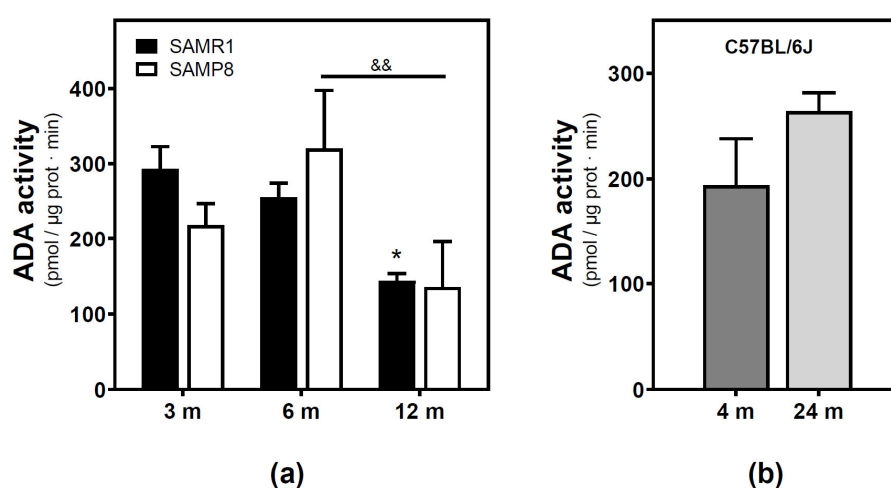 SAMR1
SAMP8
&&
*
ADA activity
(pmol / µg prot · min)
400
300
200
100
0
3 m 6 m 12 m
(a)
C57BL/6J
ADA activity
(pmol / µg prot · min)
300
200
100
0
4 m 24 m
(b)